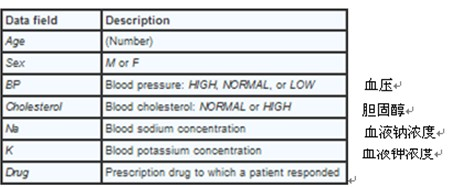 Data field Description
Age (Number)
Sex M or F
BP Blood pressure: HIGH, NORMAL, or LOW 血压
Cholesterol Blood cholesterol: NORMAL or HIGH 胆固醇
Na Blood sodium concentration 血液钠浓度
K Blood potassium concentration 血液钾浓度
Drug Prescription drug to which a patient responded